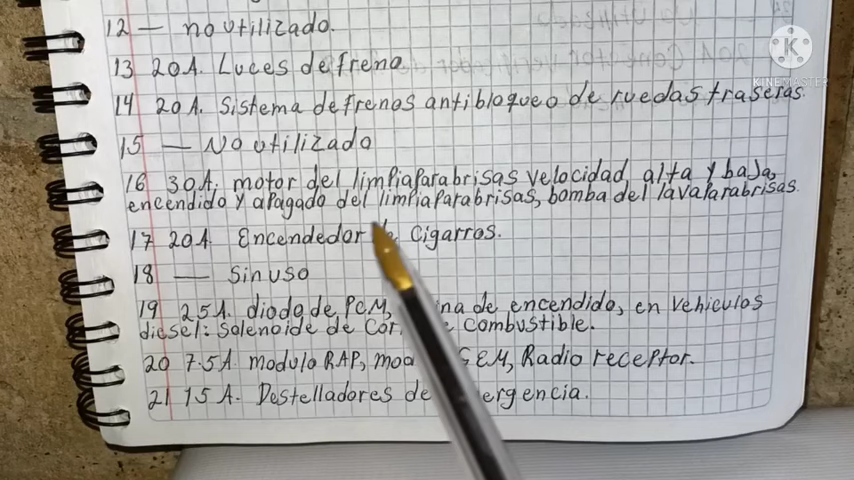 12 — no utilizado.
13 20A. Luces de freno
14 20A. Sistema de frenos antibloqueo de ruedas traseras.
15 — No utilizado
16 30A. motor del limpiaparabrisas velocidad alta y baja,
encendido y apagado del limpiaparabrisas, bomba del lavaparabrisas.
17 20A. Encendedor de Cigarros.
18 — Sin uso
19 25A. diodo de PCM, encendido, en vehiculos
diesel: Solenoide de combustible.
20 7.5A modulo RAP, GEM, Radio receptor.
21 15A. Destelladores de
KINEMASTER